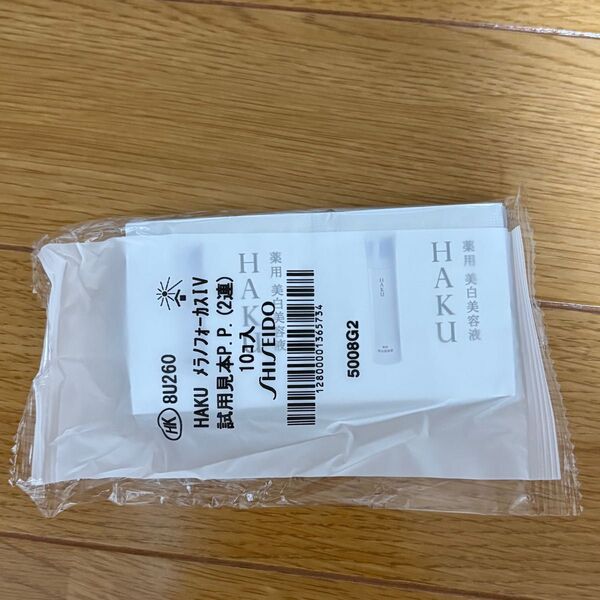 HK 8U260
HAKU メラノフォーカスIV
試用見本P.P.(2連)
10コ入
SHISEIDO
12800001365734
5008G2
HAKU
薬用 美白美容液
HAKU
薬用 美白美容液
HAKU